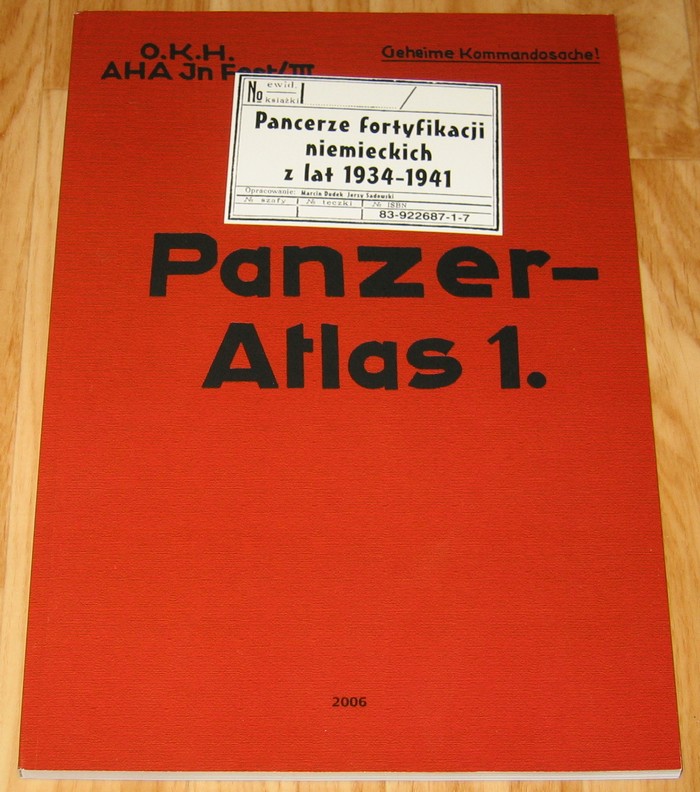 O.K.H.
Geheime Kommandosache!
AHA Jn Fest/III
No ewid. książki
Pancerze fortyfikacji
niemieckich
z lat 1934-1941
Opracowanie: Marcin Dudek Jerzy Sadowski
№ szafy № teczki № ISBN
83-922687-1-7
Panzer-
Atlas 1.
2006